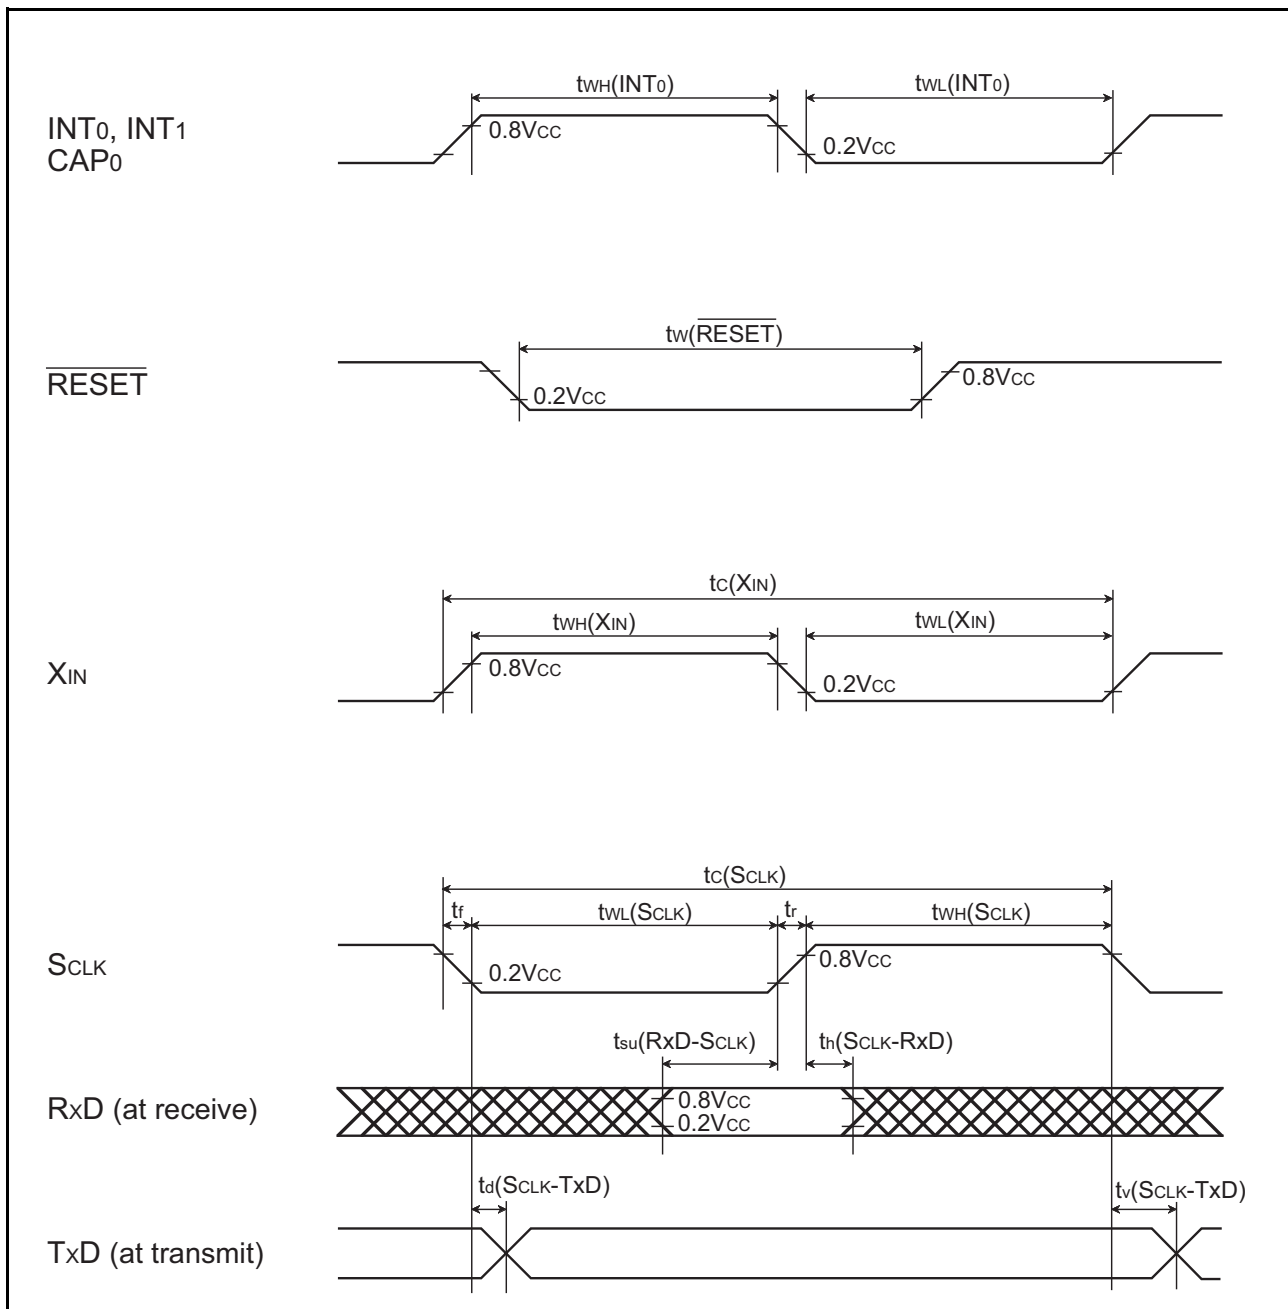 tWH(INT0)
tWL(INT0)
INT0, INT1
CAP0
0.8VCC
0.2VCC
tW(RESET)
RESET
0.2VCC
0.8VCC
tC(XIN)
tWH(XIN)
tWL(XIN)
XIN
0.8VCC
0.2VCC
tC(SCLK)
tf
tWL(SCLK)
tr
tWH(SCLK)
SCLK
0.2VCC
0.8VCC
tsu(RxD-SCLK)
th(SCLK-RxD)
RXD (at receive)
0.8VCC
0.2VCC
td(SCLK-TxD)
tv(SCLK-TxD)
TXD (at transmit)